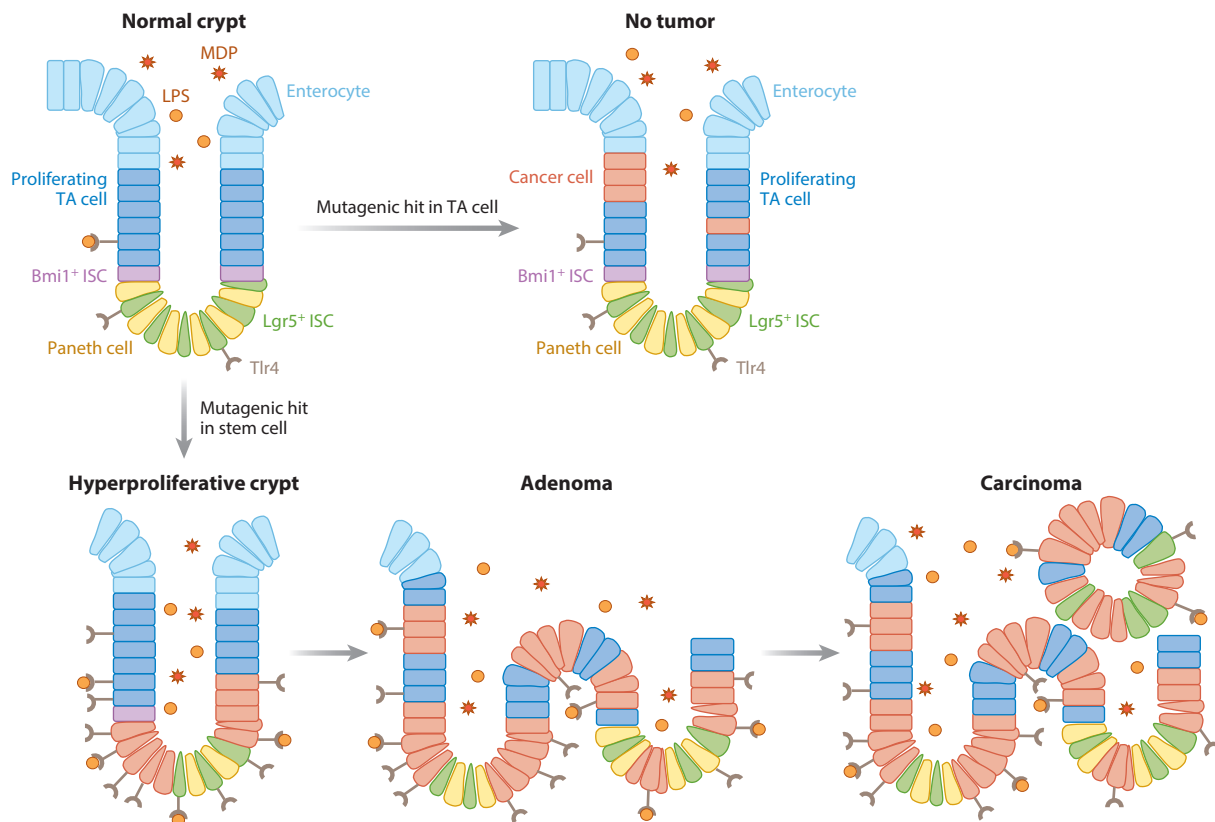 Normal crypt
MDP
LPS
Enterocyte
Proliferating
TA cell
Bmi1⁺ ISC
Lgr5⁺ ISC
Paneth cell
Tlr4
Mutagenic hit in TA cell
No tumor
Enterocyte
Cancer cell
Proliferating
TA cell
Bmi1⁺ ISC
Lgr5⁺ ISC
Paneth cell
Tlr4
Mutagenic hit
in stem cell
Hyperproliferative crypt
Adenoma
Carcinoma